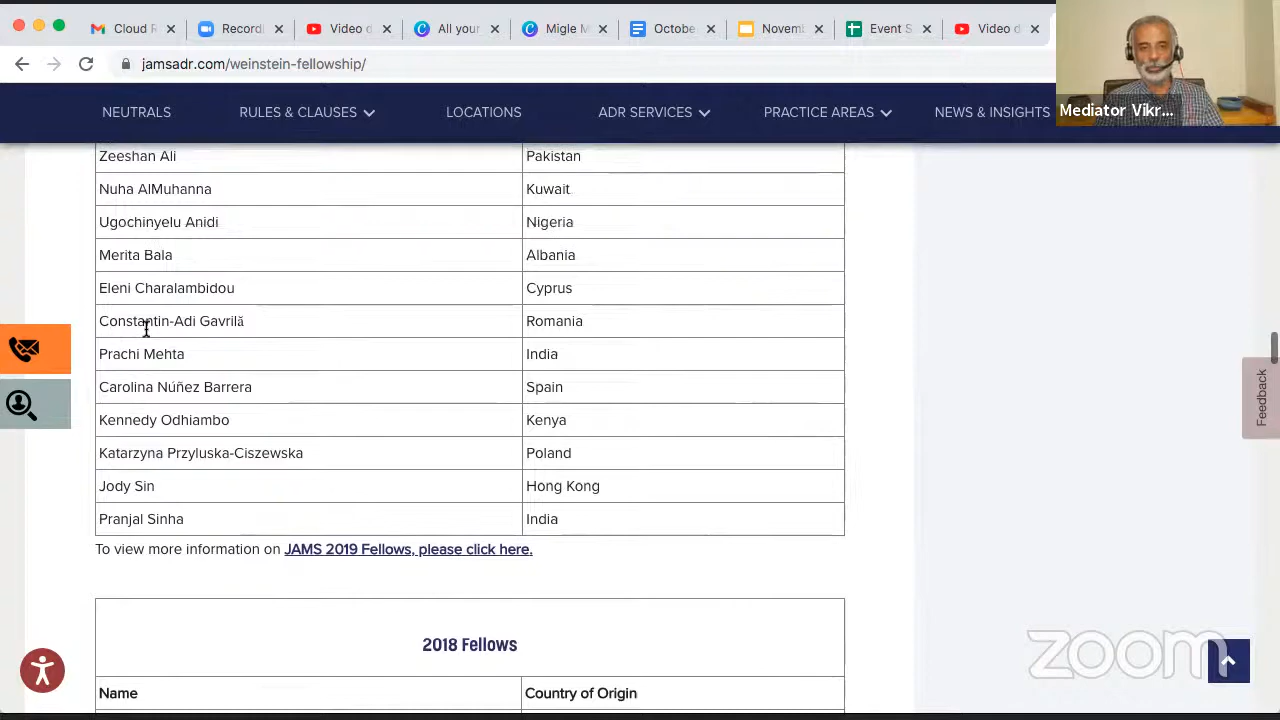 Cloud R
Record
Video
All your
Migle M
Octobe
Novem
Event S
Video d
jamsadr.com/weinstein-fellowship/
Mediator Vikr...
NEUTRALS RULES & CLAUSES LOCATIONS ADR SERVICES PRACTICE AREAS NEWS & INSIGHTS
Zeeshan Ali Pakistan
Nuha AlMuhanna Kuwait
Ugochinyelu Anidi Nigeria
Merita Bala Albania
Eleni Charalambidou Cyprus
Constantin-Adi Gavrilă Romania
Prachi Mehta India
Carolina Núñez Barrera Spain
Kennedy Odhiambo Kenya
Katarzyna Przyluska-Ciszewska Poland
Jody Sin Hong Kong
Pranjal Sinha India
To view more information on JAMS 2019 Fellows, please click here.
2018 Fellows
Name Country of Origin
Feedback
zoom